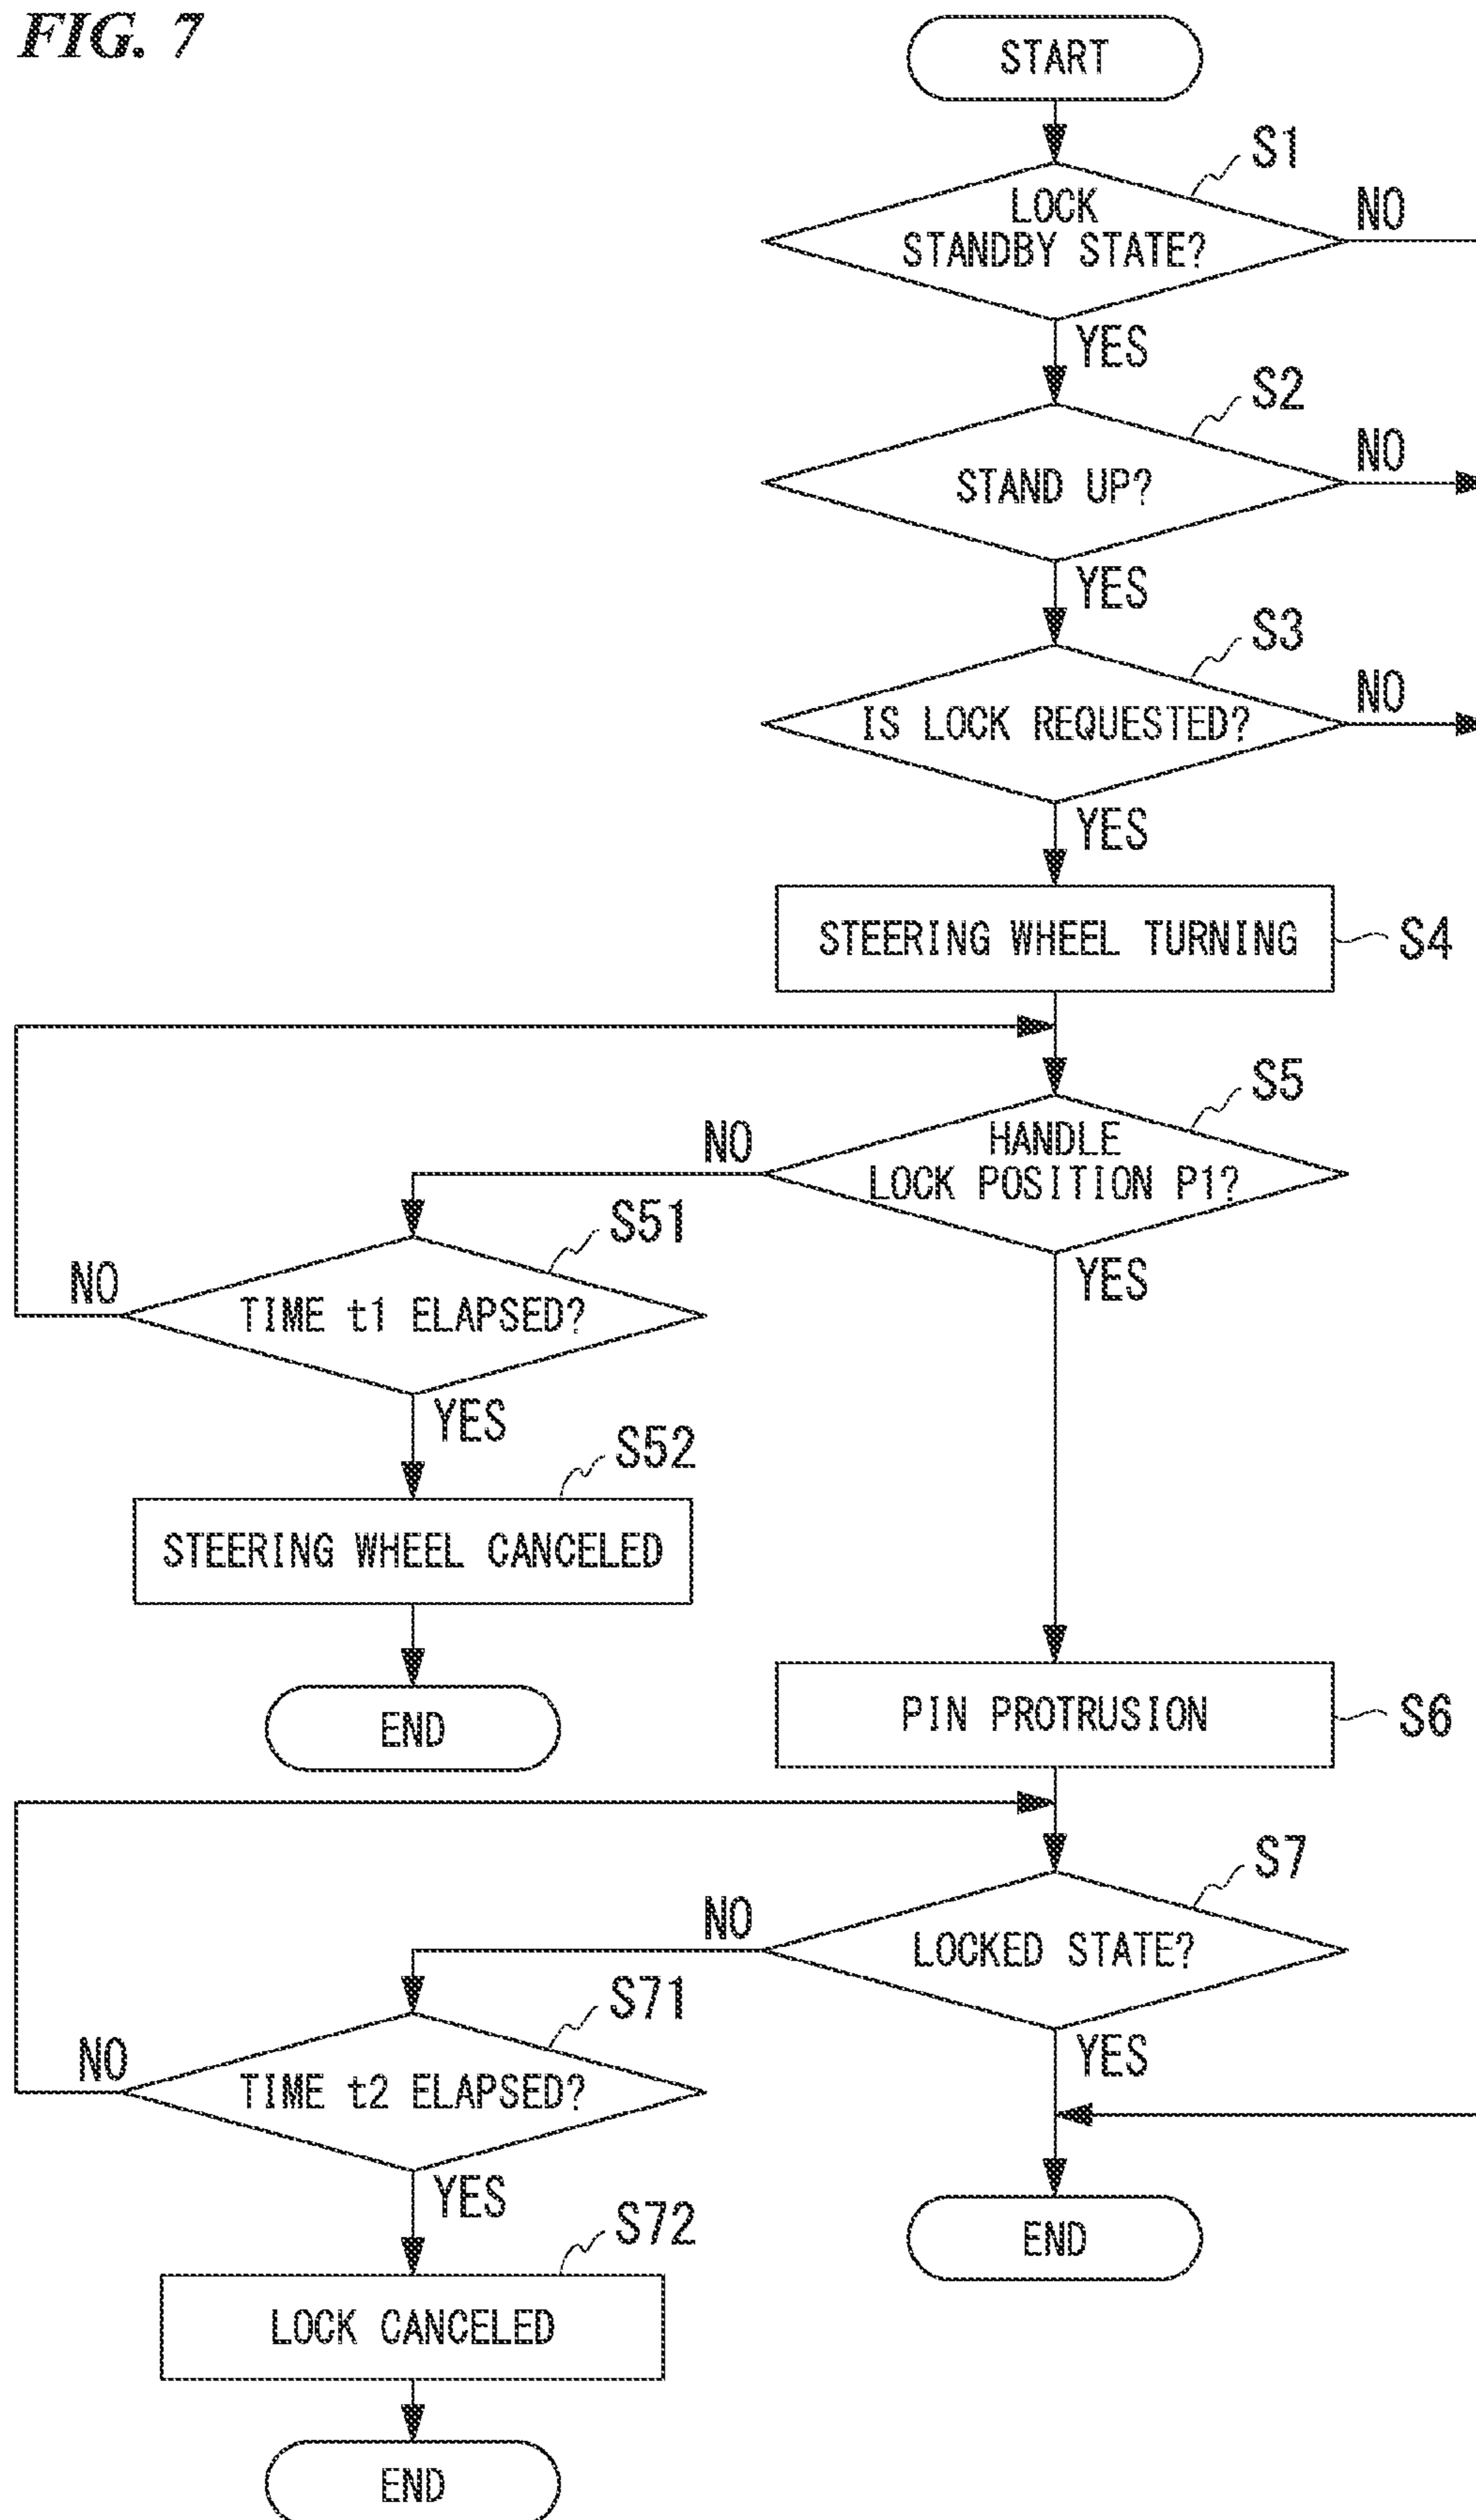 FIG. 7
START
S1
LOCK
STANDBY STATE?
NO
YES
S2
STAND UP?
NO
YES
S3
IS LOCK REQUESTED?
NO
YES
STEERING WHEEL TURNING
S4
S5
HANDLE
LOCK POSITION P1?
NO
YES
S51
TIME t1 ELAPSED?
NO
YES
S52
STEERING WHEEL CANCELED
END
PIN PROTRUSION
S6
S7
LOCKED STATE?
NO
YES
S71
TIME t2 ELAPSED?
NO
YES
END
S72
LOCK CANCELED
END